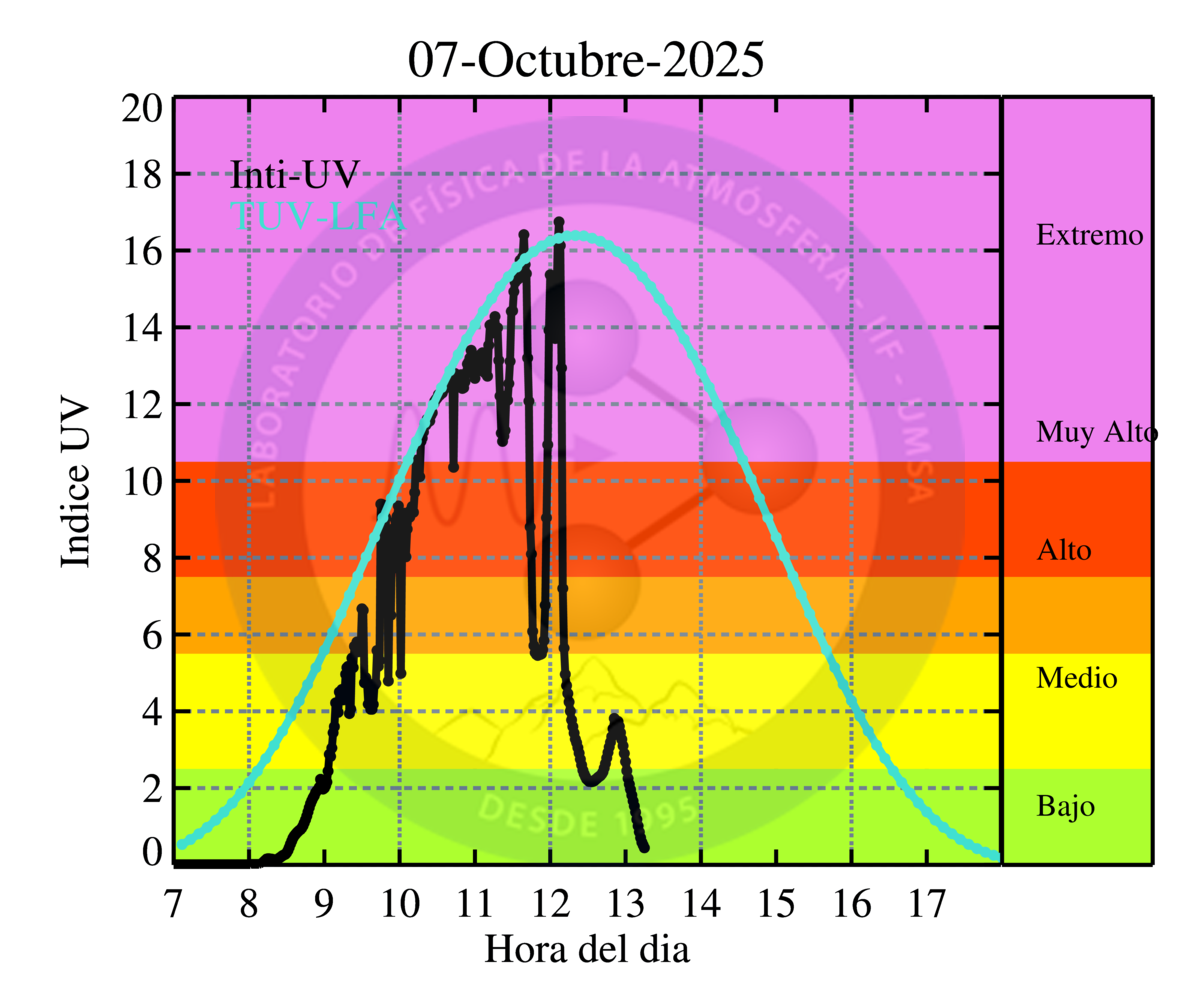 07-Octubre-2025
20
18
16
14
12
10
8
6
4
2
0
Indice UV
Inti-UV
TUV-LFA
LABORATORIO DE FÍSICA DE LA ATMÓSFERA - IIF - UMSA
DESDE 1995
Extremo
Muy Alto
Alto
Medio
Bajo
7 8 9 10 11 12 13 14 15 16 17
Hora del dia